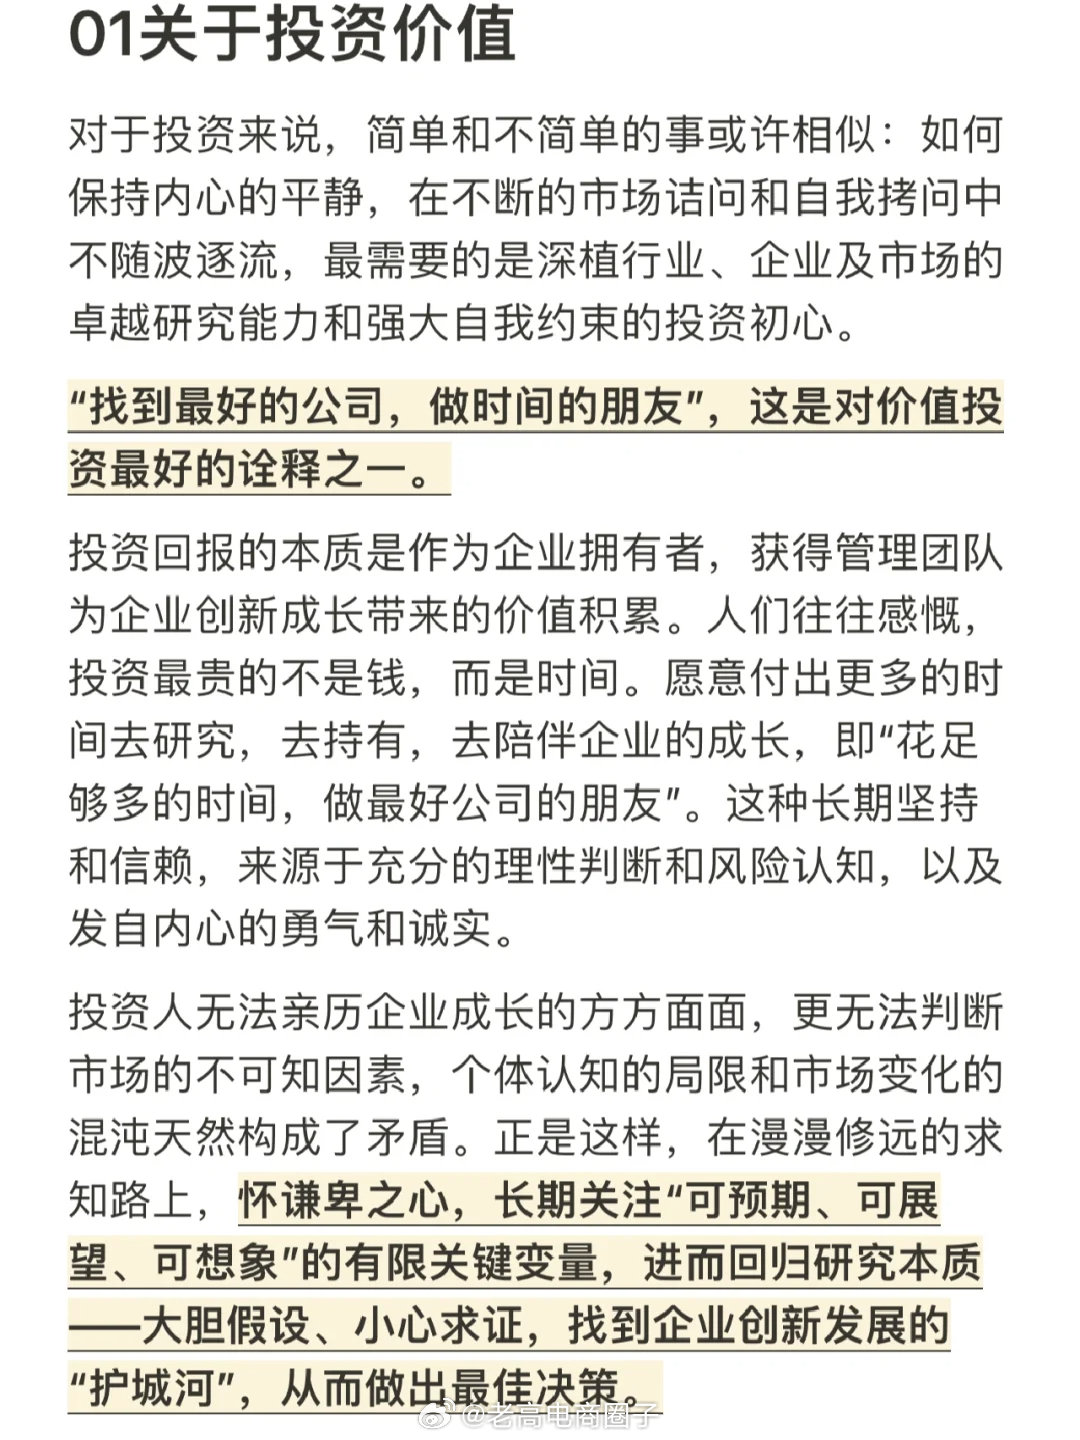 01关于投资价值
对于投资来说，简单和不简单的事或许相似：如何
保持内心的平静，在不断的市场诘问和自我拷问中
不随波逐流，最需要的是深植行业、企业及市场的
卓越研究能力和强大自我约束的投资初心。
“找到最好的公司，做时间的朋友”，这是对价值投
资最好的诠释之一。
投资回报的本质是作为企业拥有者，获得管理团队
为企业创新成长带来的价值积累。人们往往感慨，
投资最贵的不是钱，而是时间。愿意付出更多的时
间去研究，去持有，去陪伴企业的成长，即“花足
够多的时间，做最好公司的朋友”。这种长期坚持
和信赖，来源于充分的理性判断和风险认知，以及
发自内心的勇气和诚实。
投资人无法亲历企业成长的方方面面，更无法判断
市场的不可知因素，个体认知的局限和市场变化的
混沌天然构成了矛盾。正是这样，在漫漫修远的求
知路上，怀谦卑之心，长期关注“可预期、可展
望、可想象”的有限关键变量，进而回归研究本质
——大胆假设、小心求证，找到企业创新发展的
“护城河”，从而做出最佳决策。
@老高电商圈子